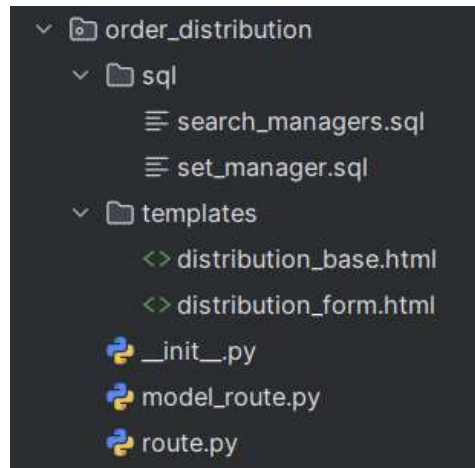 order_distribution
sql
search_managers.sql
set_manager.sql
templates
<> distribution_base.html
<> distribution_form.html
__init__.py
model_route.py
route.py